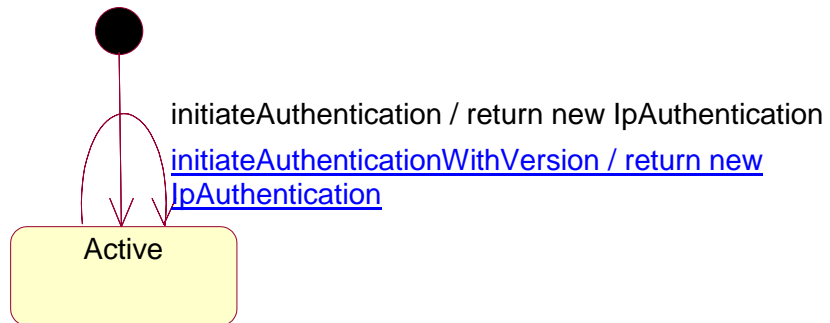 initiateAuthentication / return new IpAuthentication
initiateAuthenticationWithVersion / return new
IpAuthentication
Active